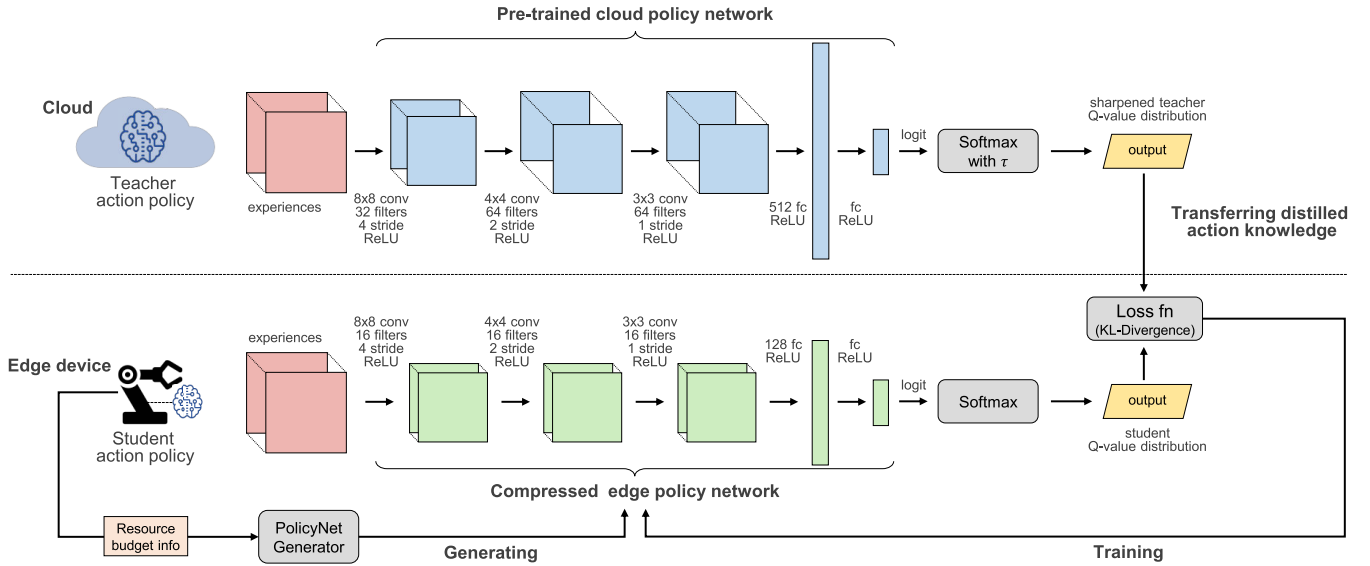 Pre-trained cloud policy network
Cloud
Teacher
action policy
experiences
8x8 conv
32 filters
4 stride
ReLU
4x4 conv
64 filters
2 stride
ReLU
3x3 conv
64 filters
1 stride
ReLU
512 fc
ReLU
fc
ReLU
logit
Softmax
with τ
sharpened teacher
Q-value distribution
output
Transferring distilled
action knowledge
Loss fn
(KL-Divergence)
Edge device
Student
action policy
experiences
8x8 conv
16 filters
4 stride
ReLU
4x4 conv
16 filters
2 stride
ReLU
3x3 conv
16 filters
1 stride
ReLU
128 fc
ReLU
fc
ReLU
logit
Softmax
output
student
Q-value distribution
Compressed edge policy network
Resource
budget info
PolicyNet
Generator
Generating
Training